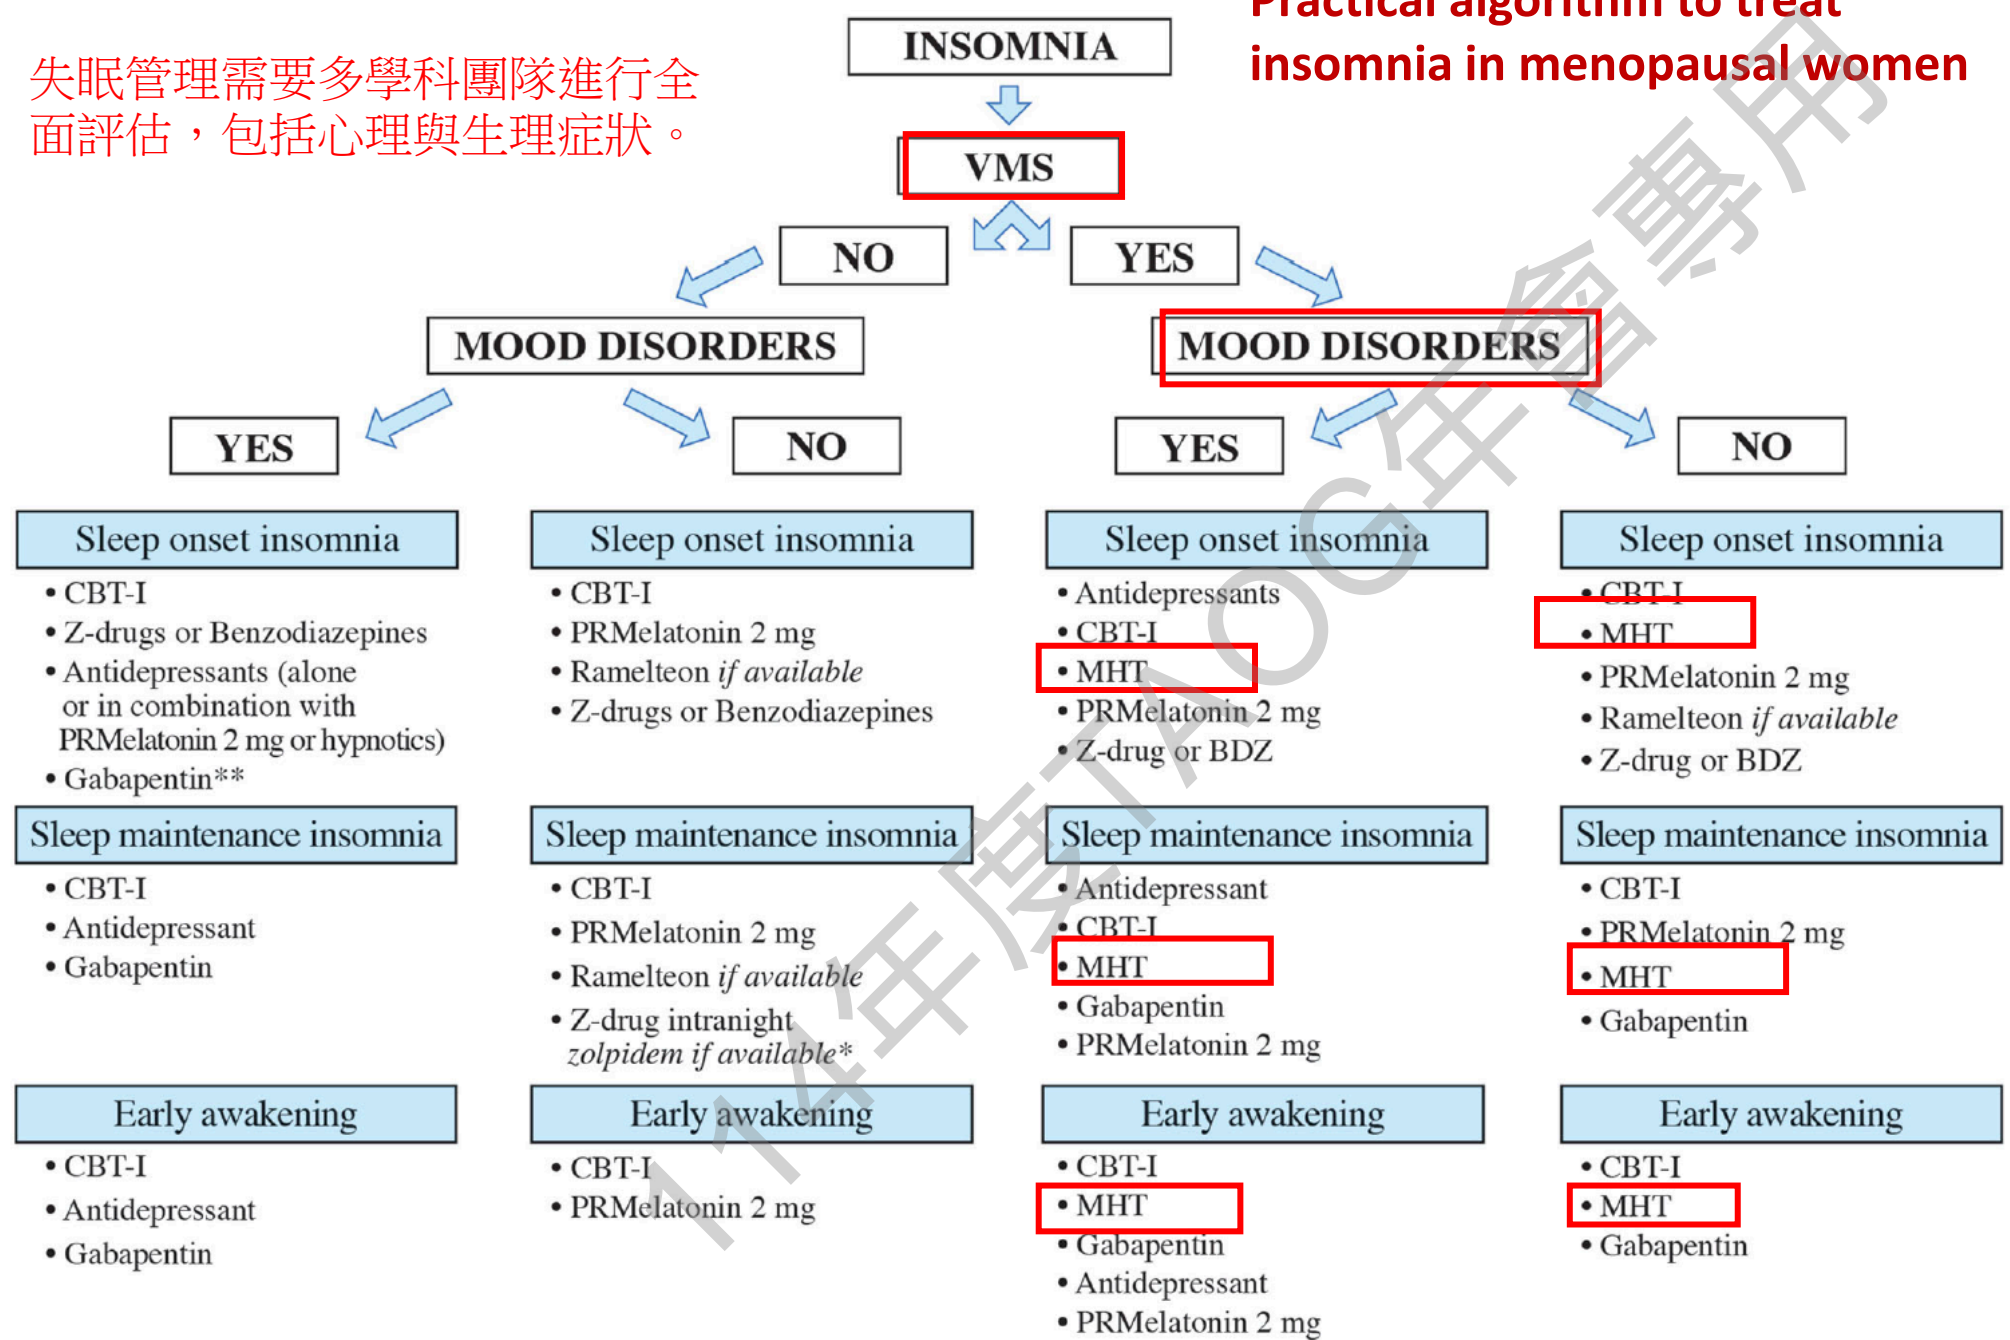 Practical algorithm to treat
insomnia in menopausal women
失眠管理需要多學科團隊進行全
面評估，包括心理與生理症狀。
INSOMNIA
VMS
NO
YES
MOOD DISORDERS
MOOD DISORDERS
YES
NO
YES
NO
Sleep onset insomnia
• CBT-I
• Z-drugs or Benzodiazepines
• Antidepressants (alone
or in combination with
PRMelatonin 2 mg or hypnotics)
• Gabapentin**
Sleep maintenance insomnia
• CBT-I
• Antidepressant
• Gabapentin
Early awakening
• CBT-I
• Antidepressant
• Gabapentin
Sleep onset insomnia
• CBT-I
• PRMelatonin 2 mg
• Ramelteon if available
• Z-drugs or Benzodiazepines
Sleep maintenance insomnia
• CBT-I
• PRMelatonin 2 mg
• Ramelteon if available
• Z-drug intranight
zolpidem if available*
Early awakening
• CBT-I
• PRMelatonin 2 mg
Sleep onset insomnia
• Antidepressants
• CBT-I
• MHT
• PRMelatonin 2 mg
• Z-drug or BDZ
Sleep maintenance insomnia
• Antidepressant
• CBT-I
• MHT
• Gabapentin
• PRMelatonin 2 mg
Early awakening
• CBT-I
• MHT
• Gabapentin
• Antidepressant
• PRMelatonin 2 mg
Sleep onset insomnia
• CBT-I
• MHT
• PRMelatonin 2 mg
• Ramelteon if available
• Z-drug or BDZ
Sleep maintenance insomnia
• CBT-I
• PRMelatonin 2 mg
• MHT
• Gabapentin
Early awakening
• CBT-I
• MHT
• Gabapentin
114年度TAOG年會專用